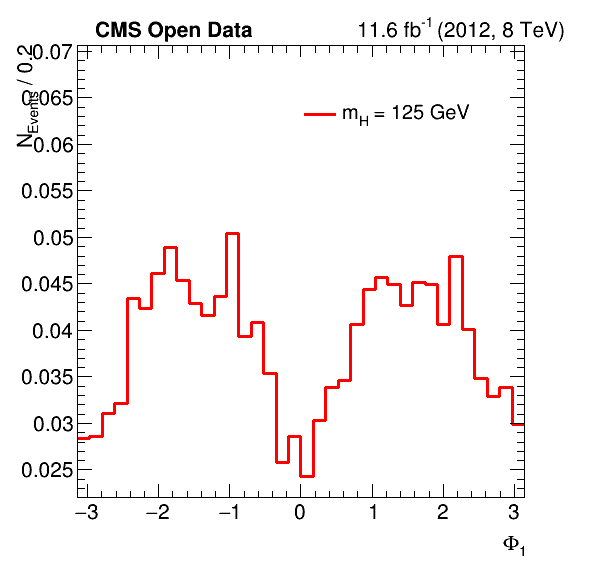 CMS Open Data
11.6 fb⁻¹ (2012, 8 TeV)
N_Events / 0.2
m_H = 125 GeV
0.07
0.065
0.06
0.055
0.05
0.045
0.04
0.035
0.03
0.025
−3 −2 −1 0 1 2 3
Φ₁